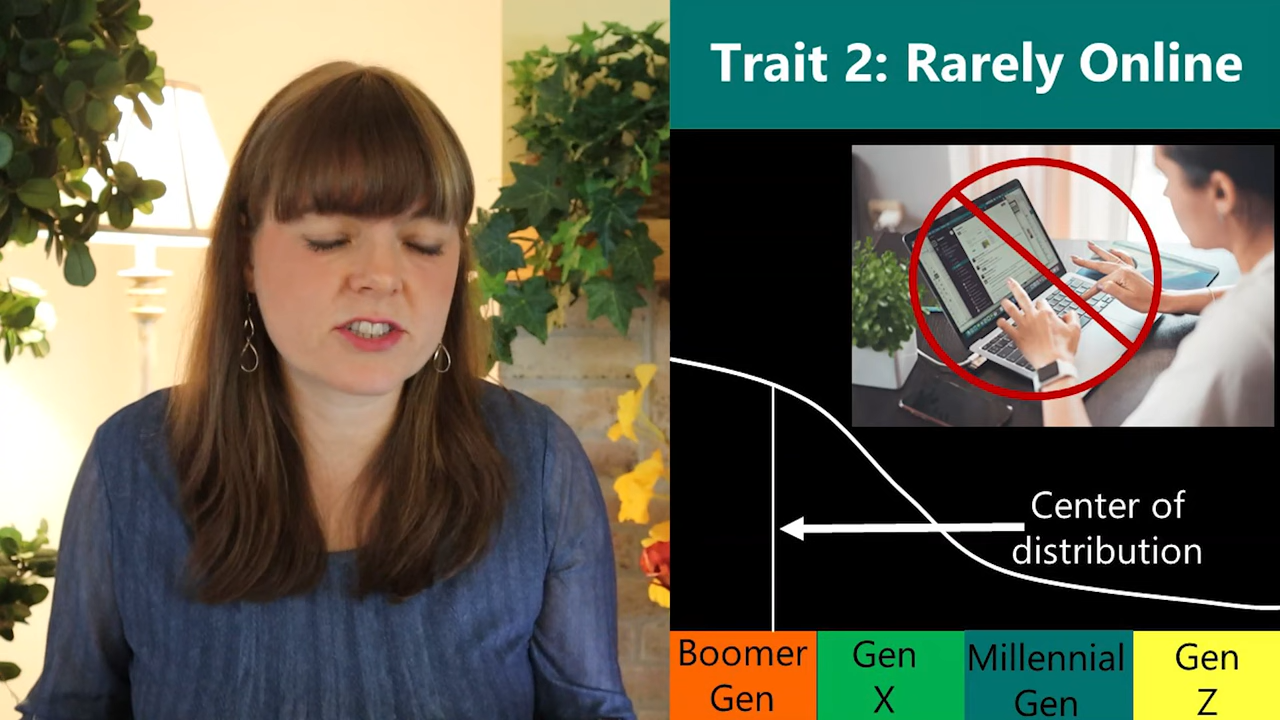 Trait 2: Rarely Online
Center of
distribution
Boomer
Gen
Gen
X
Millennial
Gen
Gen
Z